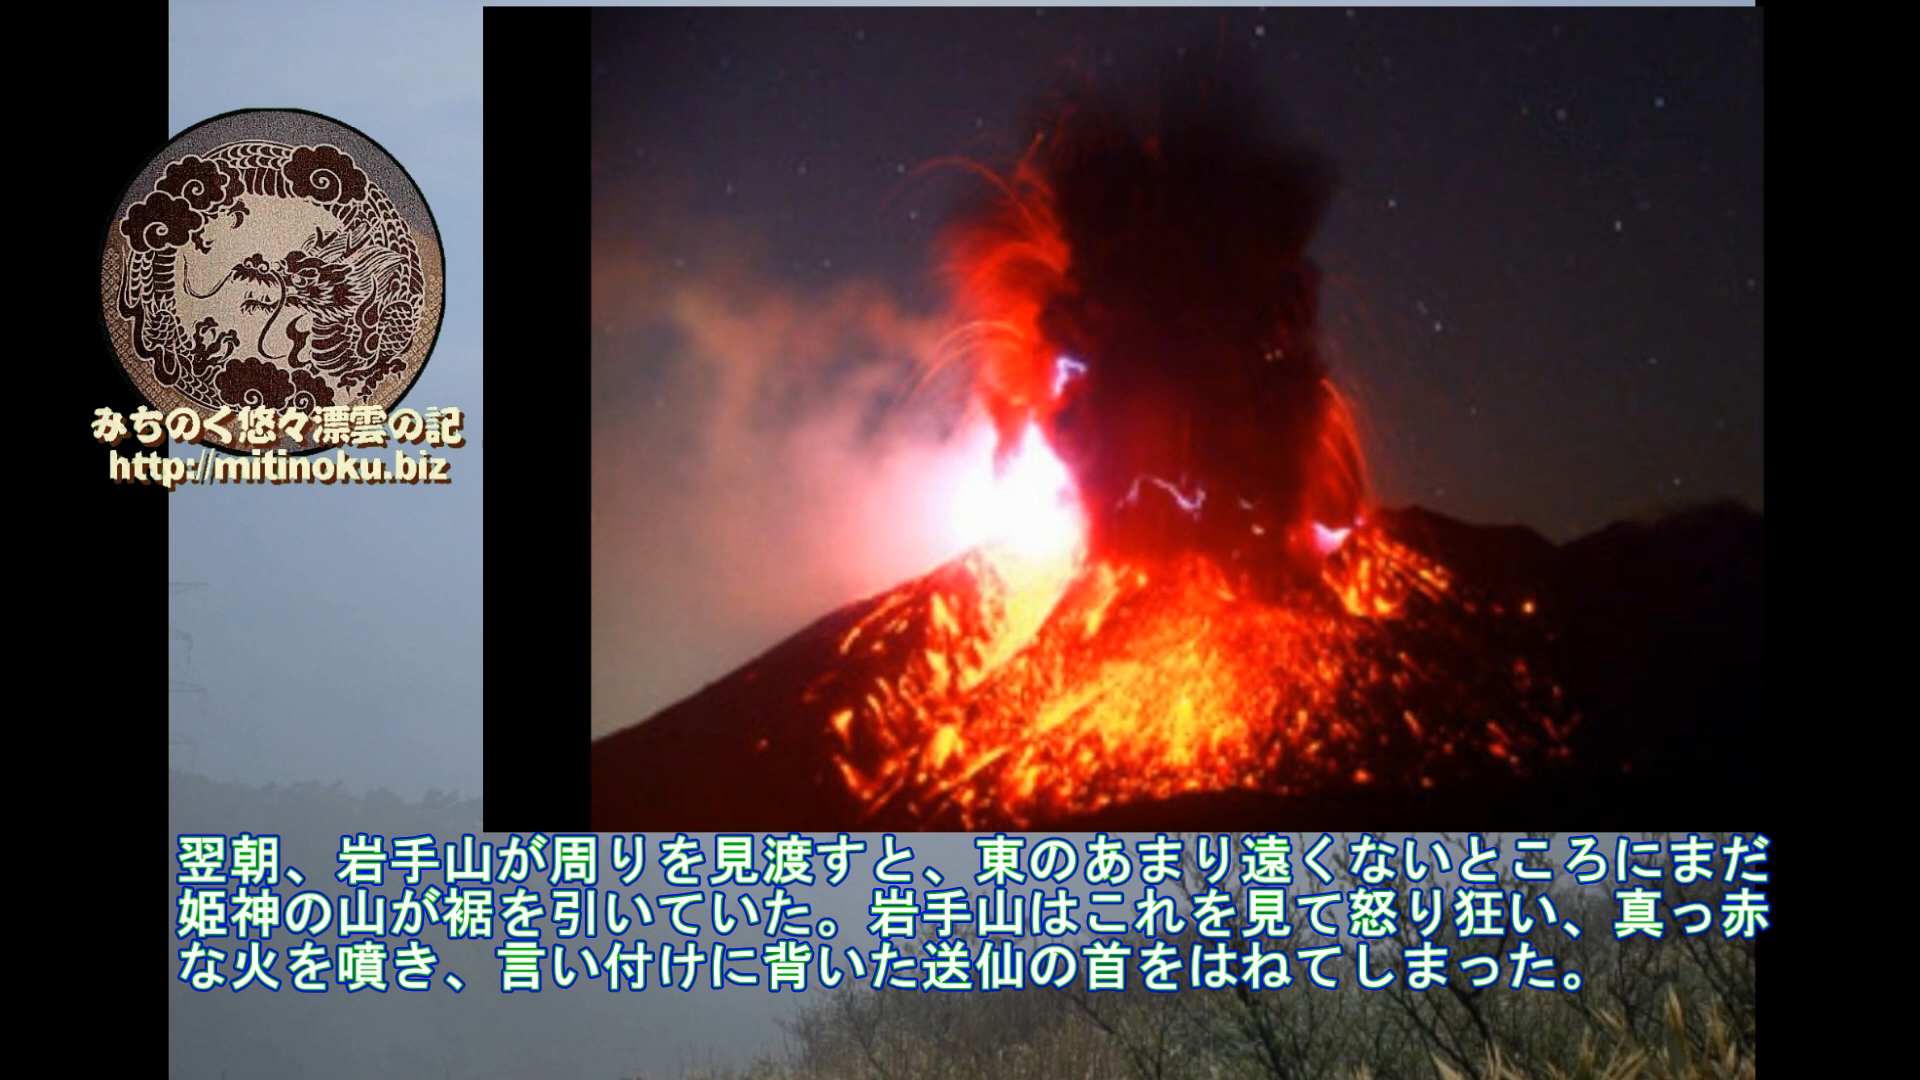 みちのく悠々漂雲の記
http://mitinoku.biz
翌朝、岩手山が周りを見渡すと、東のあまり遠くないところにまだ
姫神の山が裾を引いていた。岩手山はこれを見て怒り狂い、真っ赤
な火を噴き、言い付けに背いた送仙の首をはねてしまった。